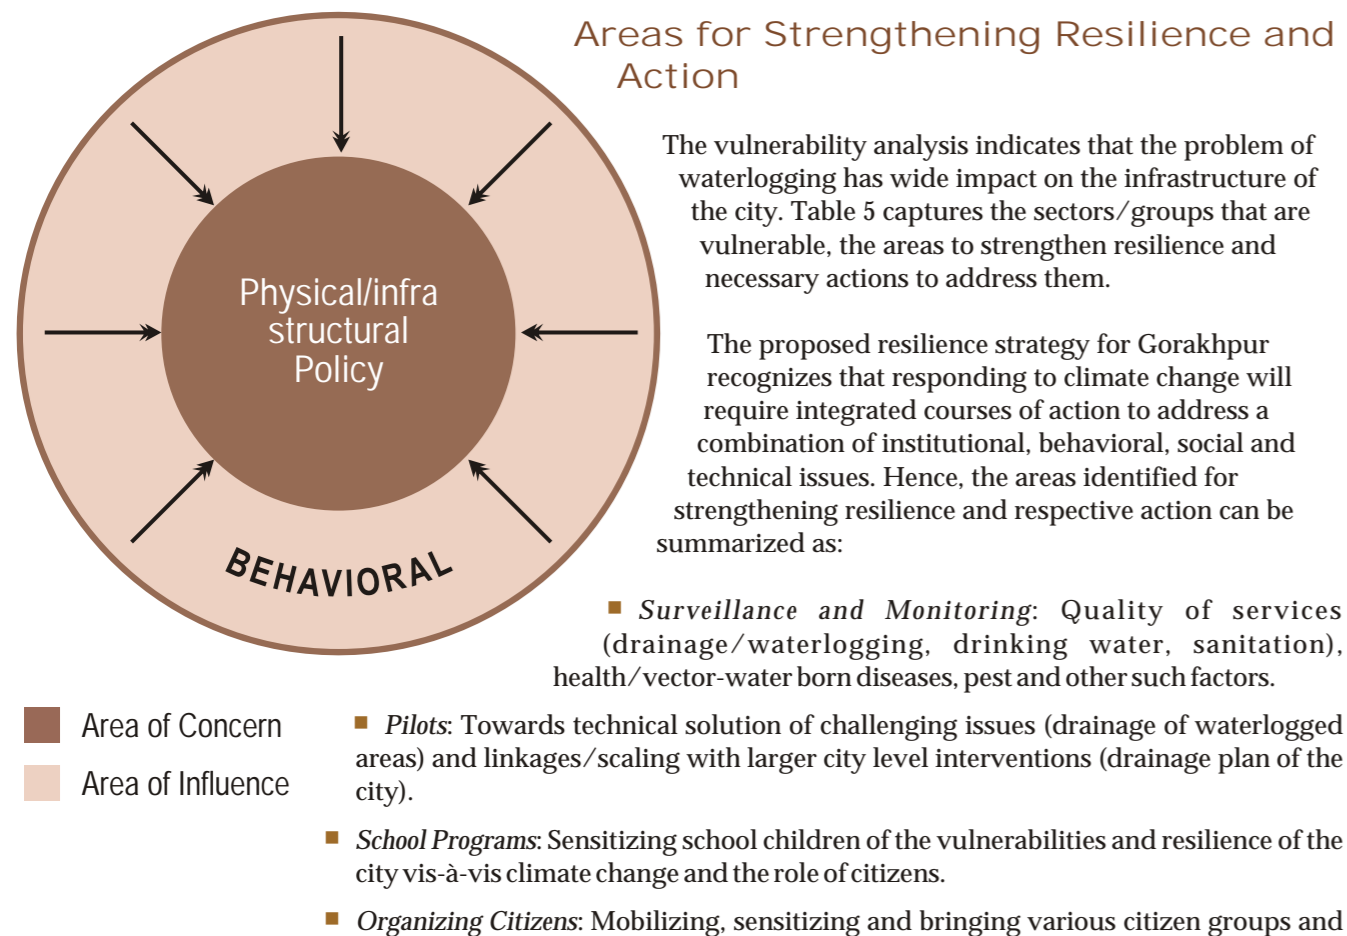 Areas for Strengthening Resilience and
Action
The vulnerability analysis indicates that the problem of
waterlogging has wide impact on the infrastructure of
the city. Table 5 captures the sectors/groups that are
vulnerable, the areas to strengthen resilience and
necessary actions to address them.
The proposed resilience strategy for Gorakhpur
recognizes that responding to climate change will
require integrated courses of action to address a
combination of institutional, behavioral, social and
technical issues. Hence, the areas identified for
strengthening resilience and respective action can be
summarized as:
Physical/infra
structural
Policy
BEHAVIORAL
Area of Concern
Area of Influence
■ Surveillance and Monitoring: Quality of services
(drainage/waterlogging, drinking water, sanitation),
health/vector-water born diseases, pest and other such factors.
■ Pilots: Towards technical solution of challenging issues (drainage of waterlogged
areas) and linkages/scaling with larger city level interventions (drainage plan of the
city).
■ School Programs: Sensitizing school children of the vulnerabilities and resilience of the
city vis-à-vis climate change and the role of citizens.
■ Organizing Citizens: Mobilizing, sensitizing and bringing various citizen groups and